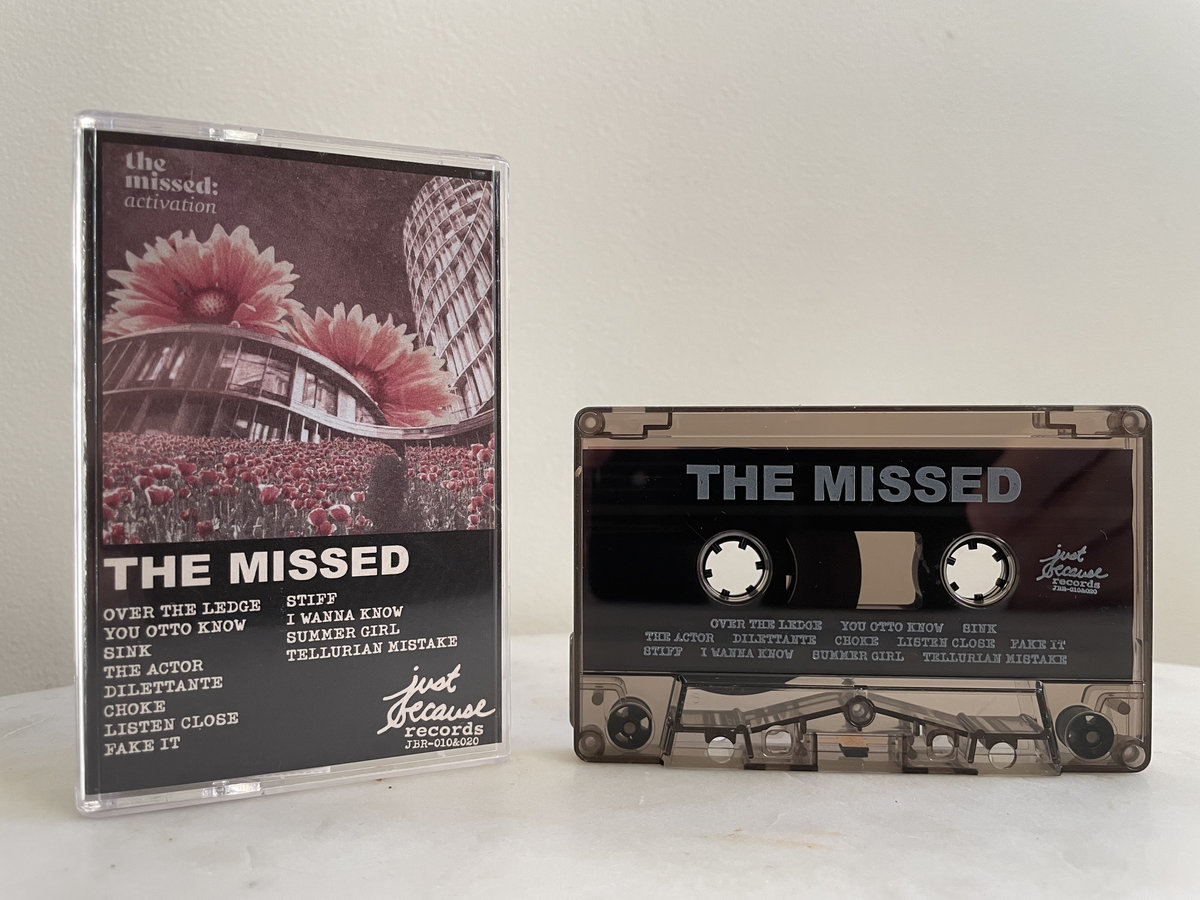 the
missed:
activation
THE MISSED
OVER THE LEDGE
YOU OTTO KNOW
SINK
THE ACTOR
DILETTANTE
CHOKE
LISTEN CLOSE
FAKE IT
STIFF
I WANNA KNOW
SUMMER GIRL
TELLURIAN MISTAKE
just
because
records
JBR-010&020
THE MISSED
just
because
records
JBR-010&020
OVER THE LEDGE YOU OTTO KNOW SINK
THE ACTOR DILETTANTE CHOKE LISTEN CLOSE FAKE IT
STIFF I WANNA KNOW SUMMER GIRL TELLURIAN MISTAKE